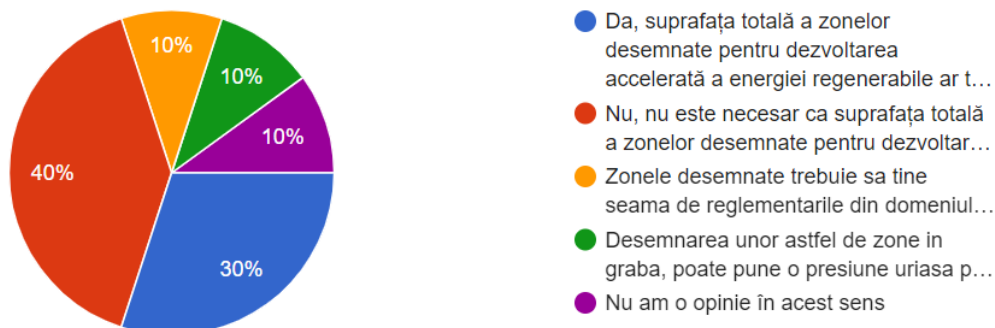 10%
10%
10%
40%
30%
Da, suprafața totală a zonelor
desemnate pentru dezvoltarea
accelerată a energiei regenerabile ar t…
Nu, nu este necesar ca suprafața totală
a zonelor desemnate pentru dezvoltar…
Zonele desemnate trebuie sa tine
seama de reglementarile din domeniul…
Desemnarea unor astfel de zone in
graba, poate pune o presiune uriasa p…
Nu am o opinie în acest sens